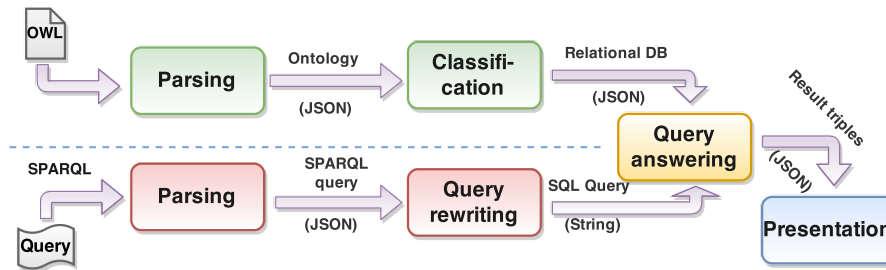 OWL
Parsing
Ontology
(JSON)
Classifi-
cation
Relational DB
(JSON)
Query
answering
Result triples
(JSON)
Presentation
SPARQL
Query
Parsing
SPARQL
query
(JSON)
Query
rewriting
SQL Query
(String)